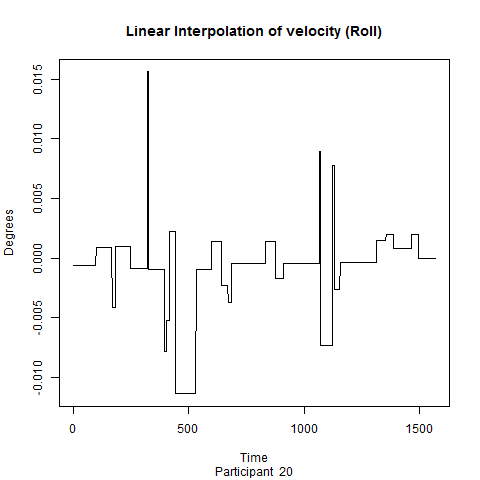 Linear Interpolation of velocity (Roll)
0.015
0.010
0.005
0.000
-0.005
-0.010
Degrees
0 500 1000 1500
Time
Participant 20